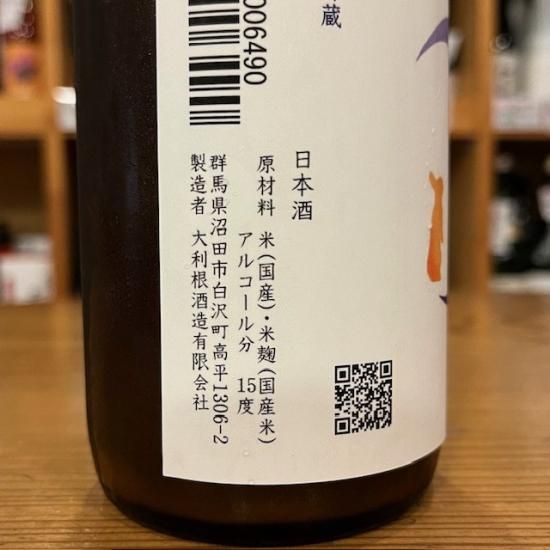 蔵
日本酒
原材料 米(国産)・米麹(国産米)
アルコール分 15度
群馬県沼田市白沢町高平1306-2
製造者 大利根酒造有限会社
006490